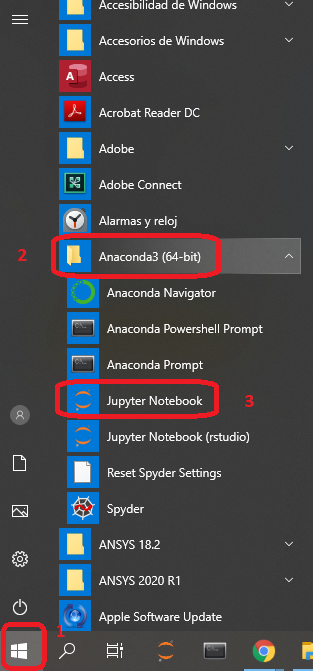 Accesibilidad de Windows
Accesorios de Windows
Access
Acrobat Reader DC
Adobe
Adobe Connect
Alarmas y reloj
2 Anaconda3 (64-bit)
Anaconda Navigator
Anaconda Powershell Prompt
Anaconda Prompt
Jupyter Notebook 3
Jupyter Notebook (rstudio)
Reset Spyder Settings
Spyder
ANSYS 18.2
ANSYS 2020 R1
Apple Software Update
1